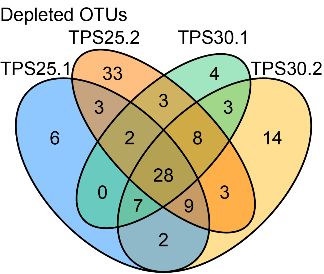 Depleted OTUs
TPS25.2 TPS30.1
TPS25.1 TPS30.2
33 4
3 3 3
6 2 8 14
28
0 7 9 3
2